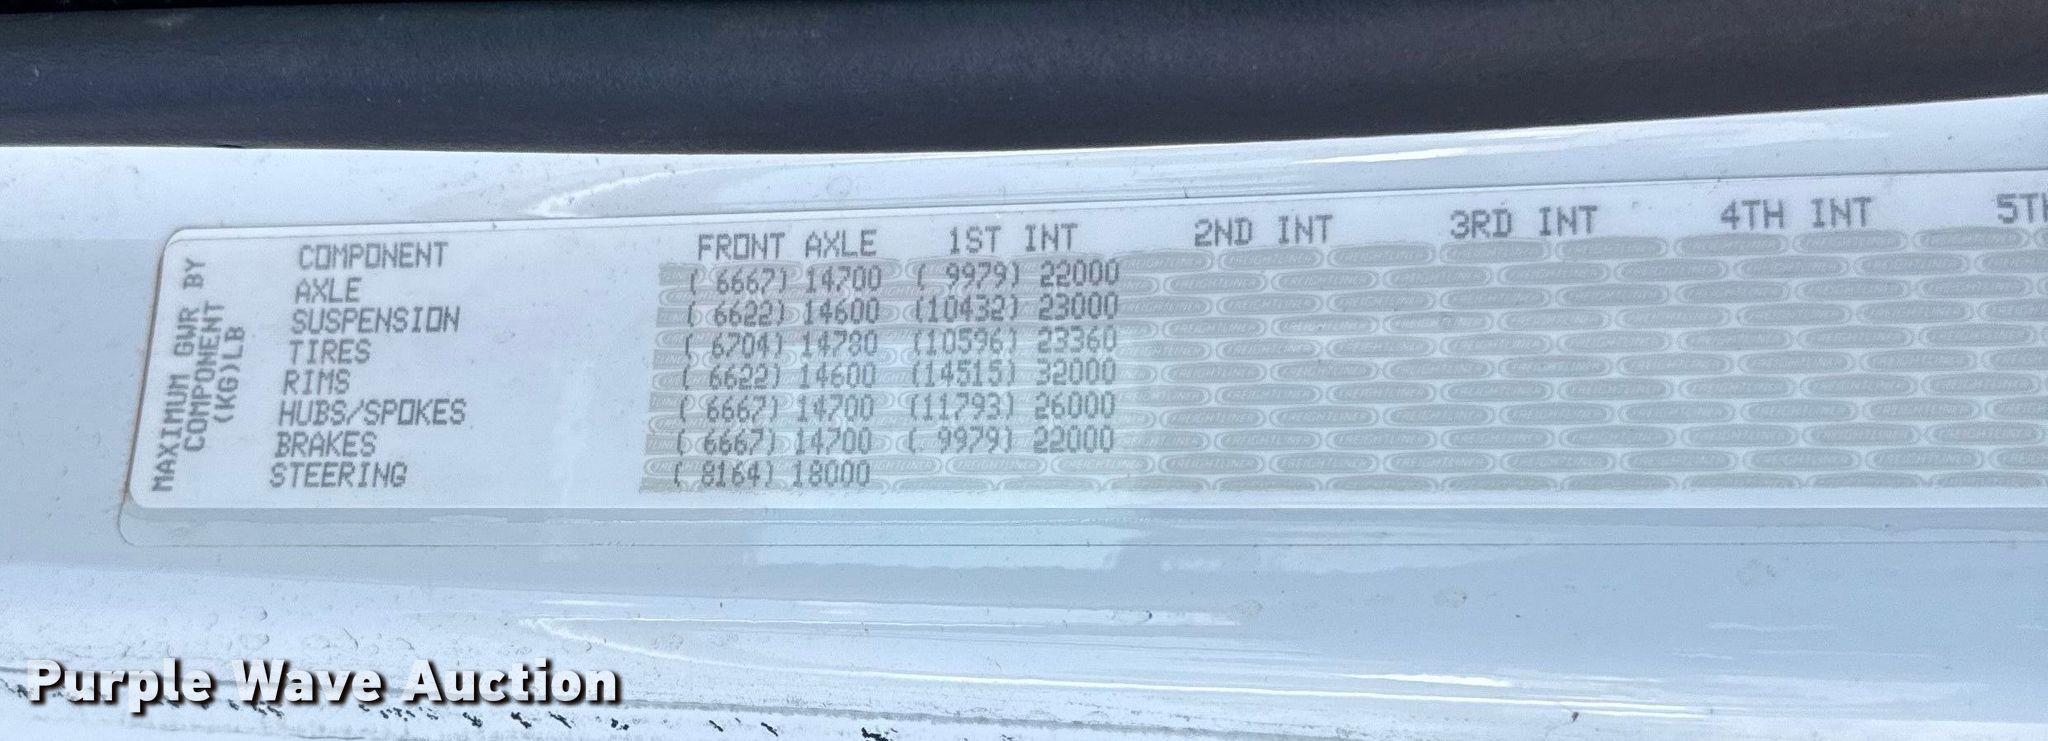 MAXIMUM GWR BY
COMPONENT
(KG)LB
COMPONENT FRONT AXLE 1ST INT 2ND INT 3RD INT 4TH INT 5TH
AXLE ( 6667) 14700 ( 9979) 22000
SUSPENSION ( 6622) 14600 (10432) 23000
TIRES ( 6704) 14780 (10596) 23360
RIMS ( 6622) 14600 (14515) 32000
HUBS/SPOKES ( 6667) 14700 (11793) 26000
BRAKES ( 6667) 14700 ( 9979) 22000
STEERING ( 8164) 18000
Purple Wave Auction